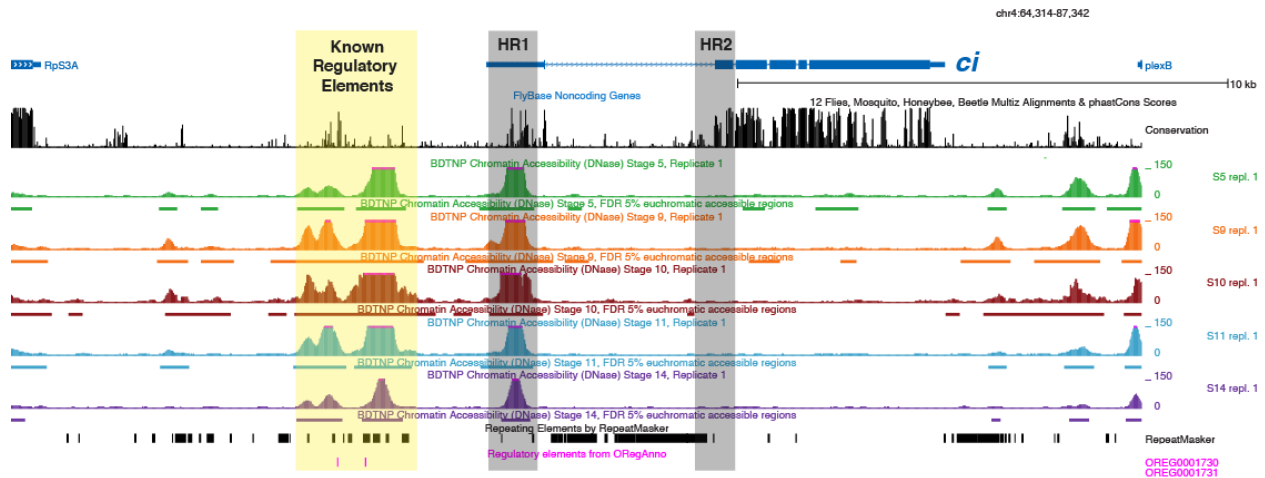 chr4:64,314-87,342
Known
Regulatory
Elements
HR1
HR2
RpS3A
ci
plexB
10 kb
FlyBase Noncoding Genes
12 Flies, Mosquito, Honeybee, Beetle Multiz Alignments & phastCons Scores
Conservation
BDTNP Chromatin Accessibility (DNase) Stage 5, Replicate 1
150
S5 repl. 1
0
BDTNP Chromatin Accessibility (DNase) Stage 5, FDR 5% euchromatic accessible regions
BDTNP Chromatin Accessibility (DNase) Stage 9, Replicate 1
150
S9 repl. 1
0
BDTNP Chromatin Accessibility (DNase) Stage 9, FDR 5% euchromatic accessible regions
BDTNP Chromatin Accessibility (DNase) Stage 10, Replicate 1
150
S10 repl. 1
0
BDTNP Chromatin Accessibility (DNase) Stage 10, FDR 5% euchromatic accessible regions
BDTNP Chromatin Accessibility (DNase) Stage 11, Replicate 1
150
S11 repl. 1
0
BDTNP Chromatin Accessibility (DNase) Stage 11, FDR 5% euchromatic accessible regions
BDTNP Chromatin Accessibility (DNase) Stage 14, Replicate 1
150
S14 repl. 1
0
BDTNP Chromatin Accessibility (DNase) Stage 14, FDR 5% euchromatic accessible regions
Repeating Elements by RepeatMasker
RepeatMasker
Regulatory elements from ORegAnno
OREG0001730
OREG0001731